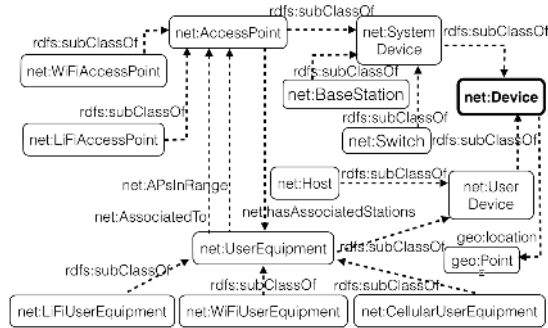 rdfs:subClassOf
net:AccessPoint
rdfs:subClassOf
net:System
Device
rdfs:subClassOf
net:WiFiAccessPoint
rdfs:subClassOf
net:BaseStation
net:Device
rdfs:subClassOf
rdfs:subClassOf
net:LiFiAccessPoint
net:Switch
rdfs:subClassOf
net:APsInRange
net:Host
rdfs:subClassOf
net:User
Device
net:AssociatedTo
net:hasAssociatedStations
net:UserEquipment
rdfs:subClassOf
geo:location
geo:Point
rdfs:subClassOf
rdfs:subClassOf
rdfs:subClassOf
net:LiFiUserEquipment
net:WiFiUserEquipment
net:CellularUserEquipment